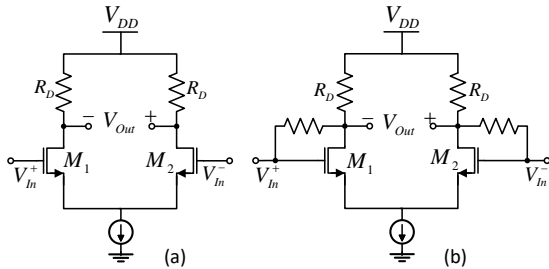 V_DD V_DD
R_D R_D R_D R_D
− V_Out + − V_Out +
M_1 M_2 M_1 M_2
V_In^+ V_In^- V_In^+ V_In^-
(a) (b)